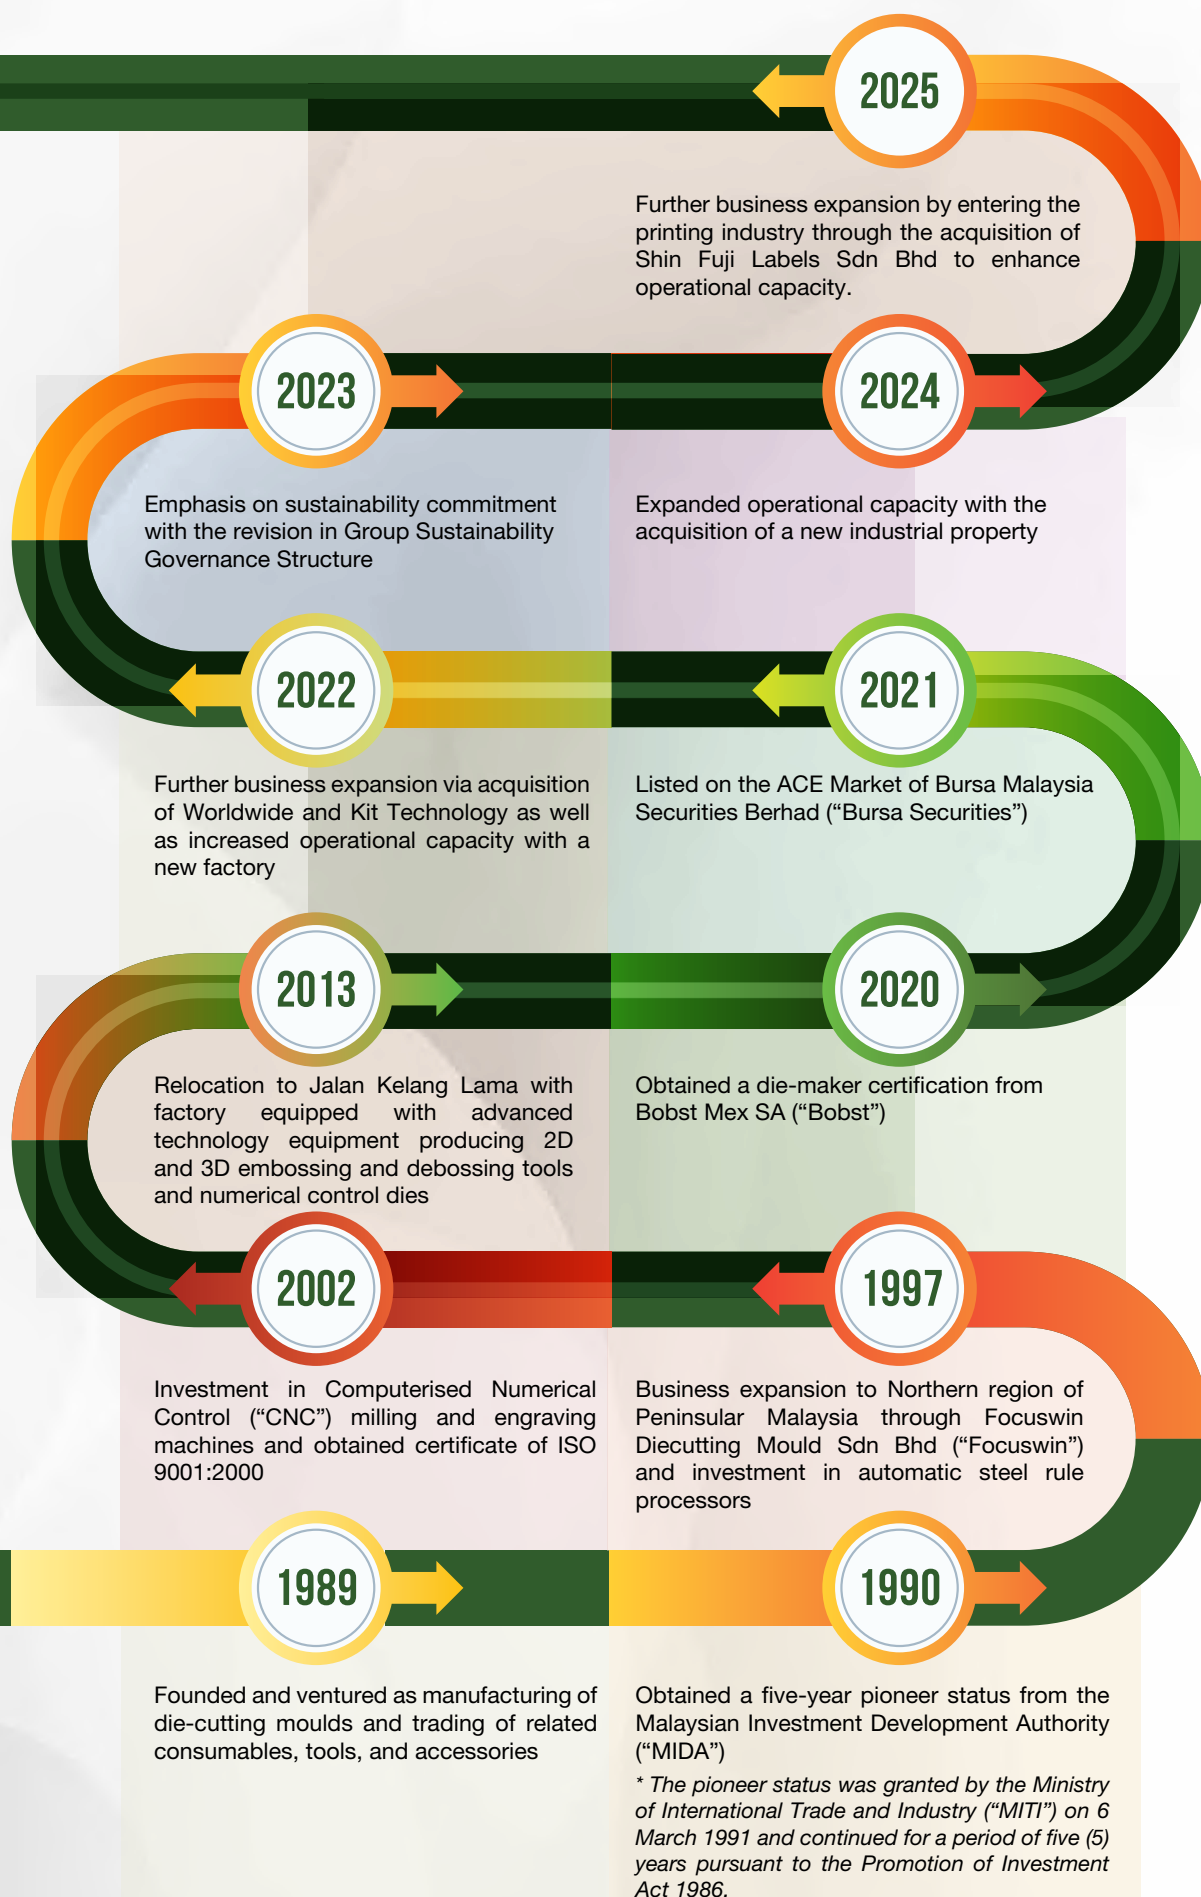 2025
Further business expansion by entering the
printing industry through the acquisition of
Shin Fuji Labels Sdn Bhd to enhance
operational capacity.
2023
Emphasis on sustainability commitment
with the revision in Group Sustainability
Governance Structure
2024
Expanded operational capacity with the
acquisition of a new industrial property
2022
Further business expansion via acquisition
of Worldwide and Kit Technology as well
as increased operational capacity with a
new factory
2021
Listed on the ACE Market of Bursa Malaysia
Securities Berhad (“Bursa Securities”)
2013
Relocation to Jalan Kelang Lama with
factory equipped with advanced
technology equipment producing 2D
and 3D embossing and debossing tools
and numerical control dies
2020
Obtained a die-maker certification from
Bobst Mex SA (“Bobst”)
2002
Investment in Computerised Numerical
Control (“CNC”) milling and engraving
machines and obtained certificate of ISO
9001:2000
1997
Business expansion to Northern region of
Peninsular Malaysia through Focuswin
Diecutting Mould Sdn Bhd (“Focuswin”)
and investment in automatic steel rule
processors
1989
Founded and ventured as manufacturing of
die-cutting moulds and trading of related
consumables, tools, and accessories
1990
Obtained a five-year pioneer status from the
Malaysian Investment Development Authority
(“MIDA”)
* The pioneer status was granted by the Ministry
of International Trade and Industry (“MITI”) on 6
March 1991 and continued for a period of five (5)
years pursuant to the Promotion of Investment
Act 1986.